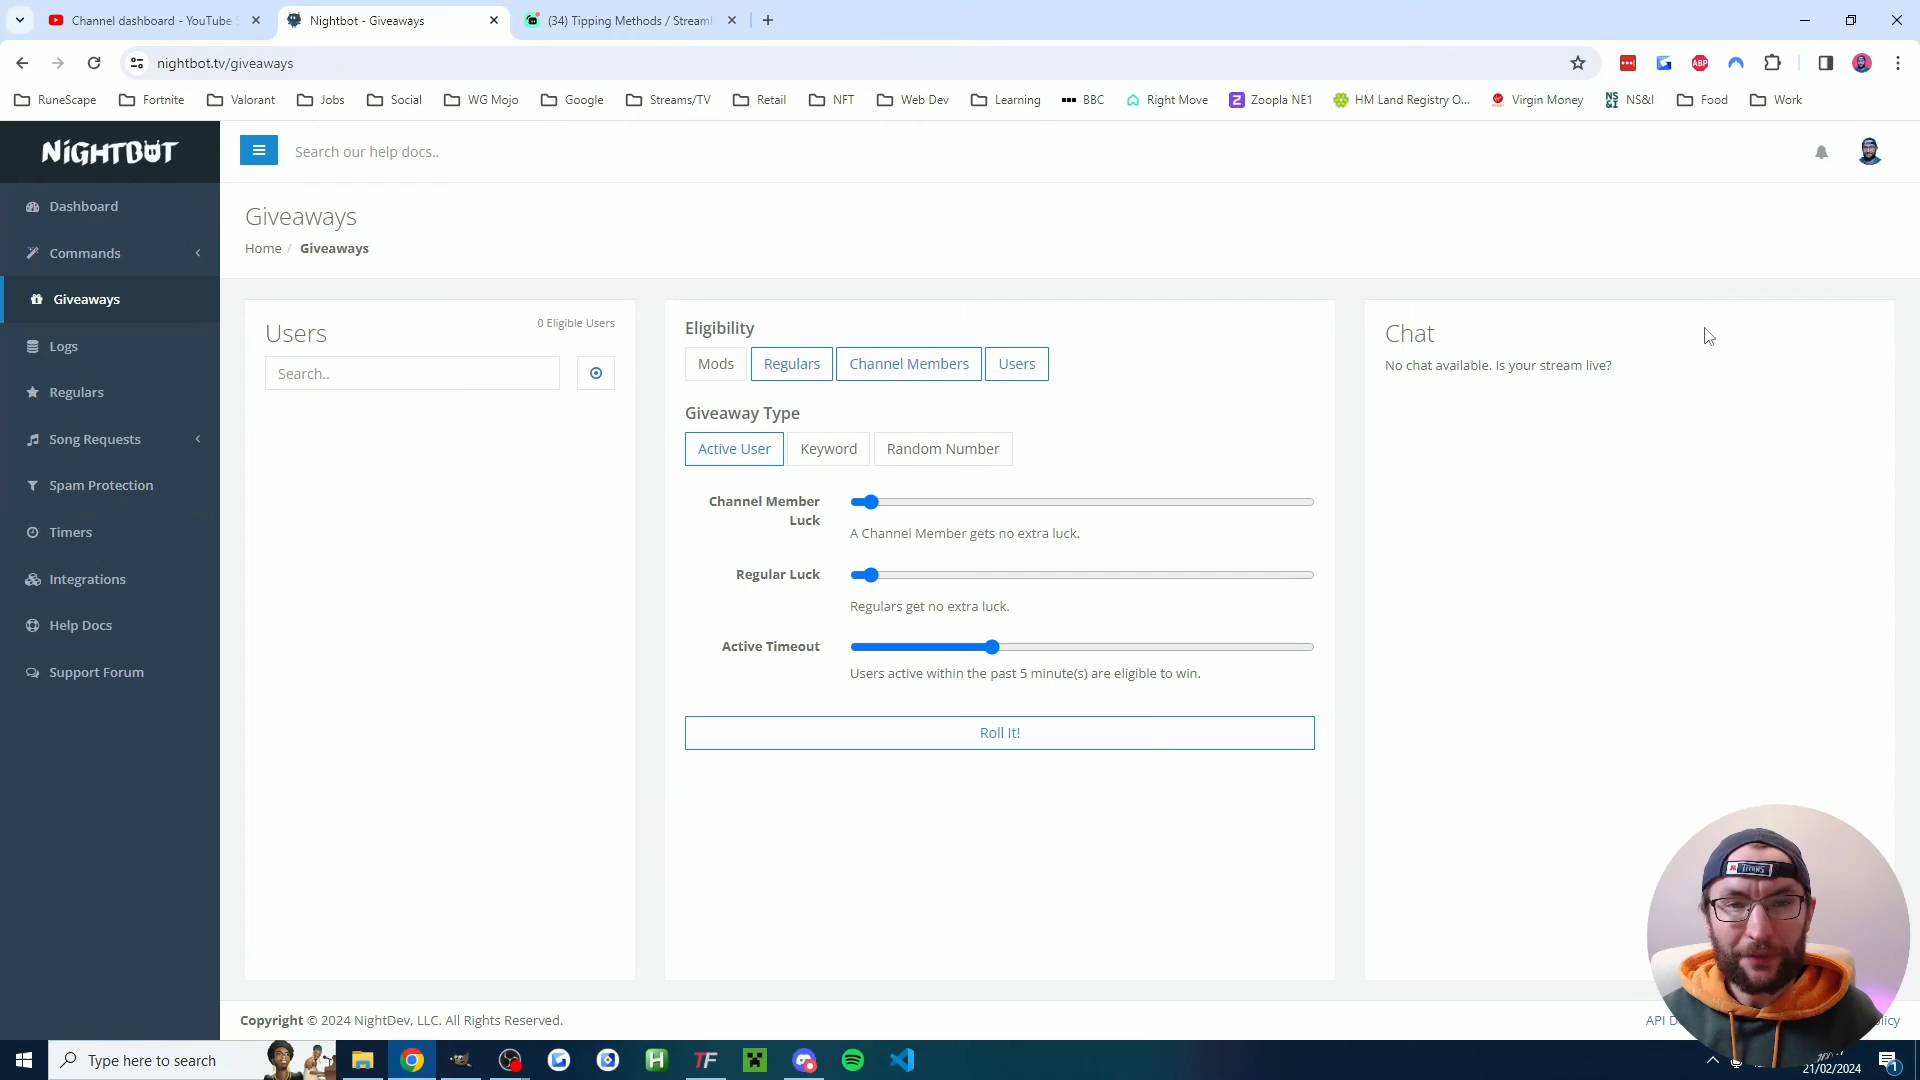 Channel dashboard - YouTube
Nightbot - Giveaways
(34) Tipping Methods / Streaml
nightbot.tv/giveaways
RuneScape
Fortnite
Valorant
Jobs
Social
WG Mojo
Google
Streams/TV
Retail
NFT
Web Dev
Learning
BBC
Right Move
Zoopla NE1
HM Land Registry O...
Virgin Money
NS&I
Food
Work
NIGHTBOT
Search our help docs..
Dashboard
Commands
Giveaways
Logs
Regulars
Song Requests
Spam Protection
Timers
Integrations
Help Docs
Support Forum
Giveaways
Home / Giveaways
Users
0 Eligible Users
Search..
Eligibility
Mods
Regulars
Channel Members
Users
Giveaway Type
Active User
Keyword
Random Number
Channel Member
Luck
A Channel Member gets no extra luck.
Regular Luck
Regulars get no extra luck.
Active Timeout
Users active within the past 5 minute(s) are eligible to win.
Roll It!
Chat
No chat available. Is your stream live?
Copyright © 2024 NightDev, LLC. All Rights Reserved.
API
Type here to search
21/02/2024